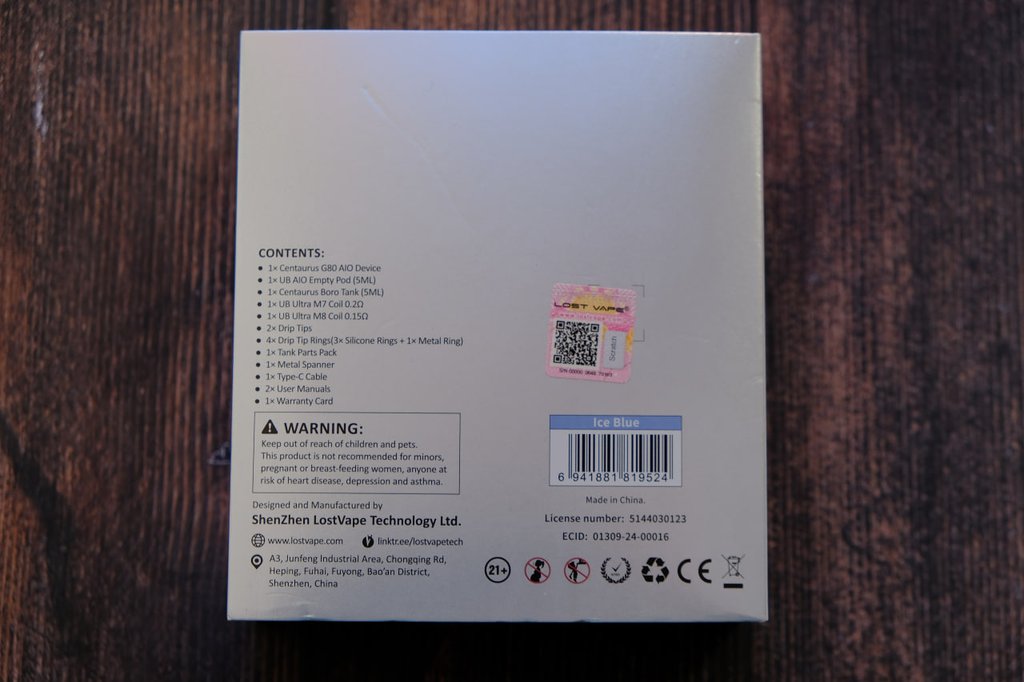 CONTENTS:
● 1× Centaurus G80 AIO Device
● 1× UB AIO Empty Pod (5ML)
● 1× Centaurus Boro Tank (5ML)
● 1× UB Ultra M7 Coil 0.2Ω
● 1× UB Ultra M8 Coil 0.15Ω
● 2× Drip Tips
● 4× Drip Tip Rings(3× Silicone Rings + 1× Metal Ring)
● 1× Tank Parts Pack
● 1× Metal Spanner
● 1× Type-C Cable
● 2× User Manuals
● 1× Warranty Card
WARNING:
Keep out of reach of children and pets.
This product is not recommended for minors,
pregnant or breast-feeding women, anyone at
risk of heart disease, depression and asthma.
Designed and Manufactured by
ShenZhen LostVape Technology Ltd.
www.lostvape.com linktr.ee/lostvapetech
A3, Junfeng Industrial Area, Chongqing Rd,
Heping, Fuhai, Fuyong, Bao'an District,
Shenzhen, China
LOST VAPE®
www.lostvape.com
Scratch
S/N:
Ice Blue
6 941881 819524
Made in China.
License number: 5144030123
ECID: 01309-24-00016
21+
CE